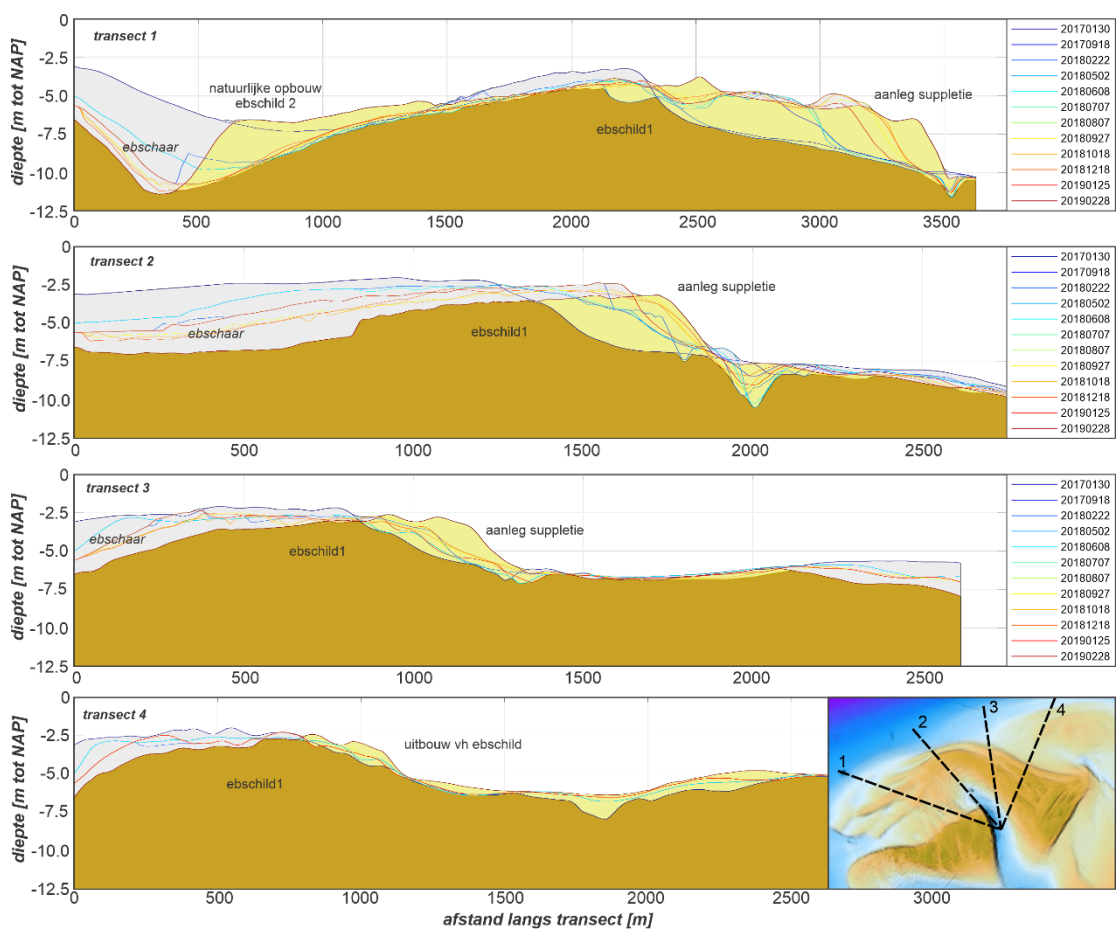 transect 1
0
-2.5
-5.0
-7.5
-10.0
-12.5
diepte [m tot NAP]
natuurlijke opbouw
ebschild 2
ebschaar
ebschild1
aanleg suppletie
0 500 1000 1500 2000 2500 3000 3500
20170130
20170918
20180222
20180502
20180608
20180707
20180807
20180927
20181018
20181218
20190125
20190228
transect 2
0
-2.5
-5.0
-7.5
-10.0
-12.5
diepte [m tot NAP]
ebschaar
ebschild1
aanleg suppletie
0 500 1000 1500 2000 2500
20170130
20170918
20180222
20180502
20180608
20180707
20180807
20180927
20181018
20181218
20190125
20190228
transect 3
0
-2.5
-5.0
-7.5
-10.0
-12.5
diepte [m tot NAP]
ebschaar
ebschild1
aanleg suppletie
0 500 1000 1500 2000 2500
20170130
20170918
20180222
20180502
20180608
20180707
20180807
20180927
20181018
20181218
20190125
20190228
transect 4
0
-2.5
-5.0
-7.5
-10.0
-12.5
diepte [m tot NAP]
ebschild1
uitbouw vh ebschild
1
2
3
4
0 500 1000 1500 2000 2500 3000
afstand langs transect [m]